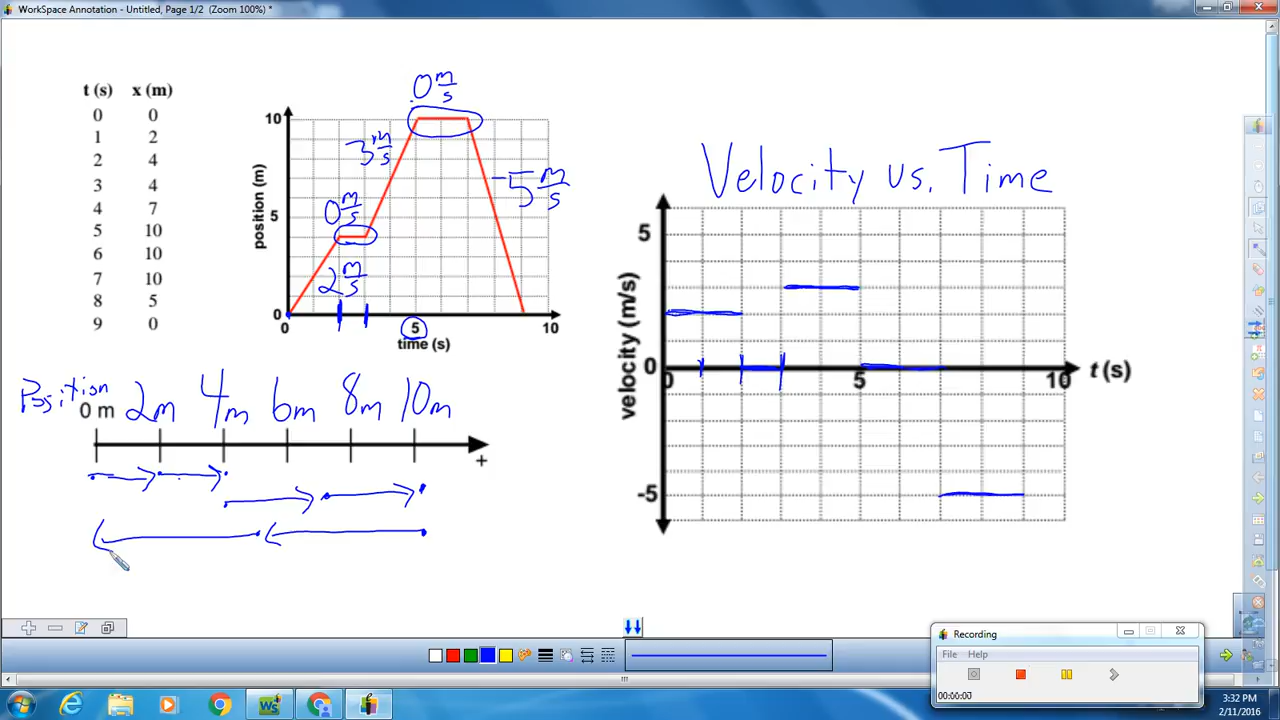 WorkSpace Annotation - Untitled, Page 1/2 (Zoom 100%) *
t (s) x (m)
0 0
1 2
2 4
3 4
4 7
5 10
6 10
7 10
8 5
9 0
position (m)
10
5
0
0 5 10
time (s)
0 m/s
3 m/s
0 m/s
2 m/s
-5 m/s
Velocity vs. Time
velocity (m/s)
5
0
-5
0 5 10
t (s)
Position
0 m 2m 4m 6m 8m 10m
+
Recording
File Help
00:00:00
3:32 PM
2/11/2016